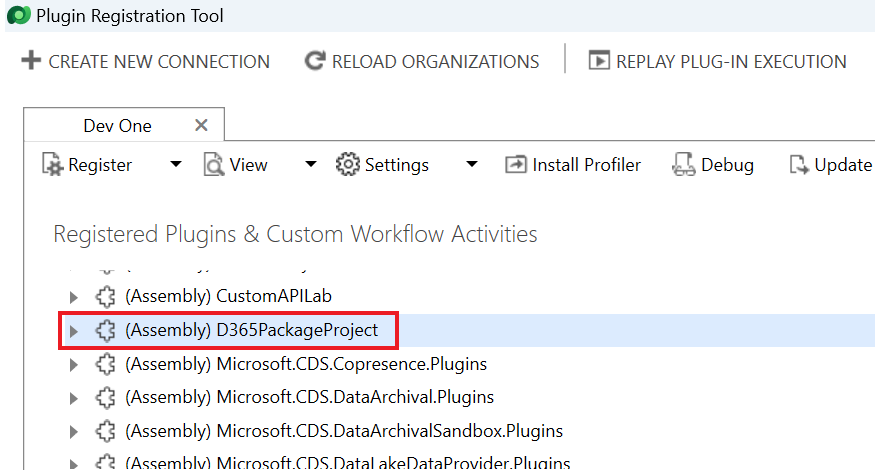 Plugin Registration Tool
CREATE NEW CONNECTION RELOAD ORGANIZATIONS REPLAY PLUG-IN EXECUTION
Dev One
Register View Settings Install Profiler Debug Update
Registered Plugins & Custom Workflow Activities
(Assembly) CustomAPILab
(Assembly) D365PackageProject
(Assembly) Microsoft.CDS.Copresence.Plugins
(Assembly) Microsoft.CDS.DataArchival.Plugins
(Assembly) Microsoft.CDS.DataArchivalSandbox.Plugins
(Assembly) Microsoft.CDS.DataLakeDataProvider.Plugins